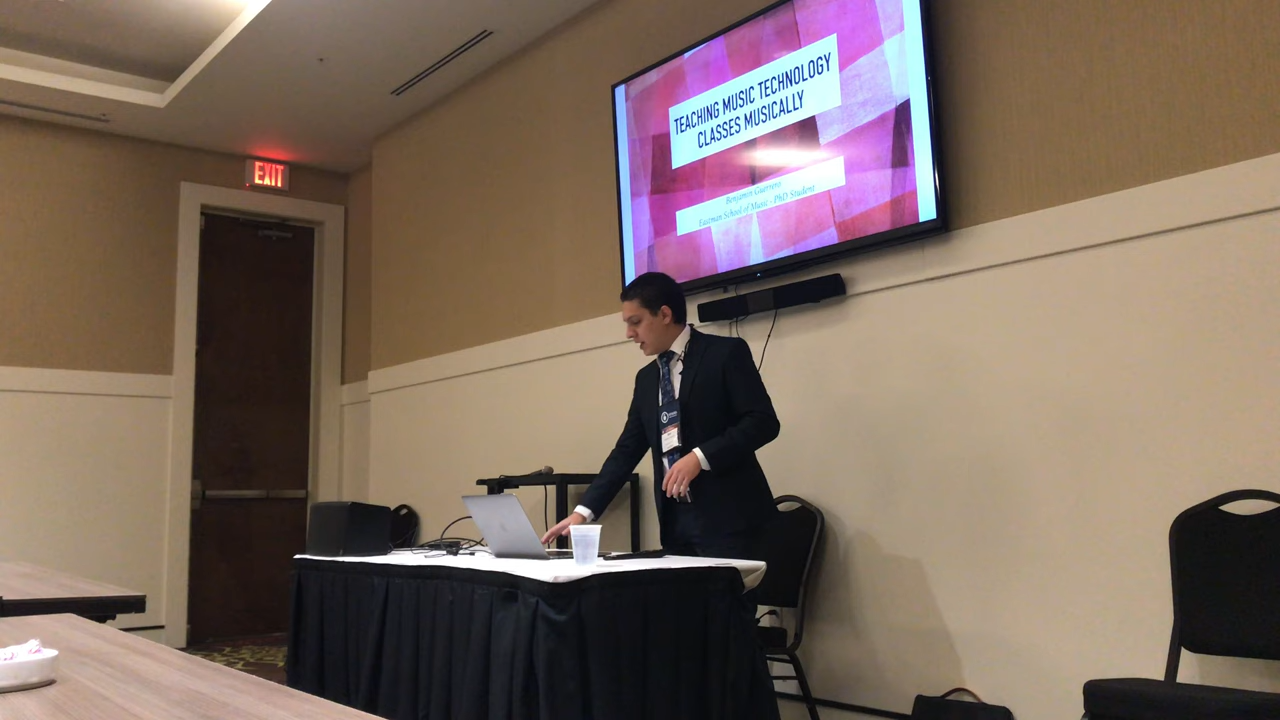 EXIT
TEACHING MUSIC TECHNOLOGY
CLASSES MUSICALLY
Benjamin Guerrero
Eastman School of Music - PhD Student